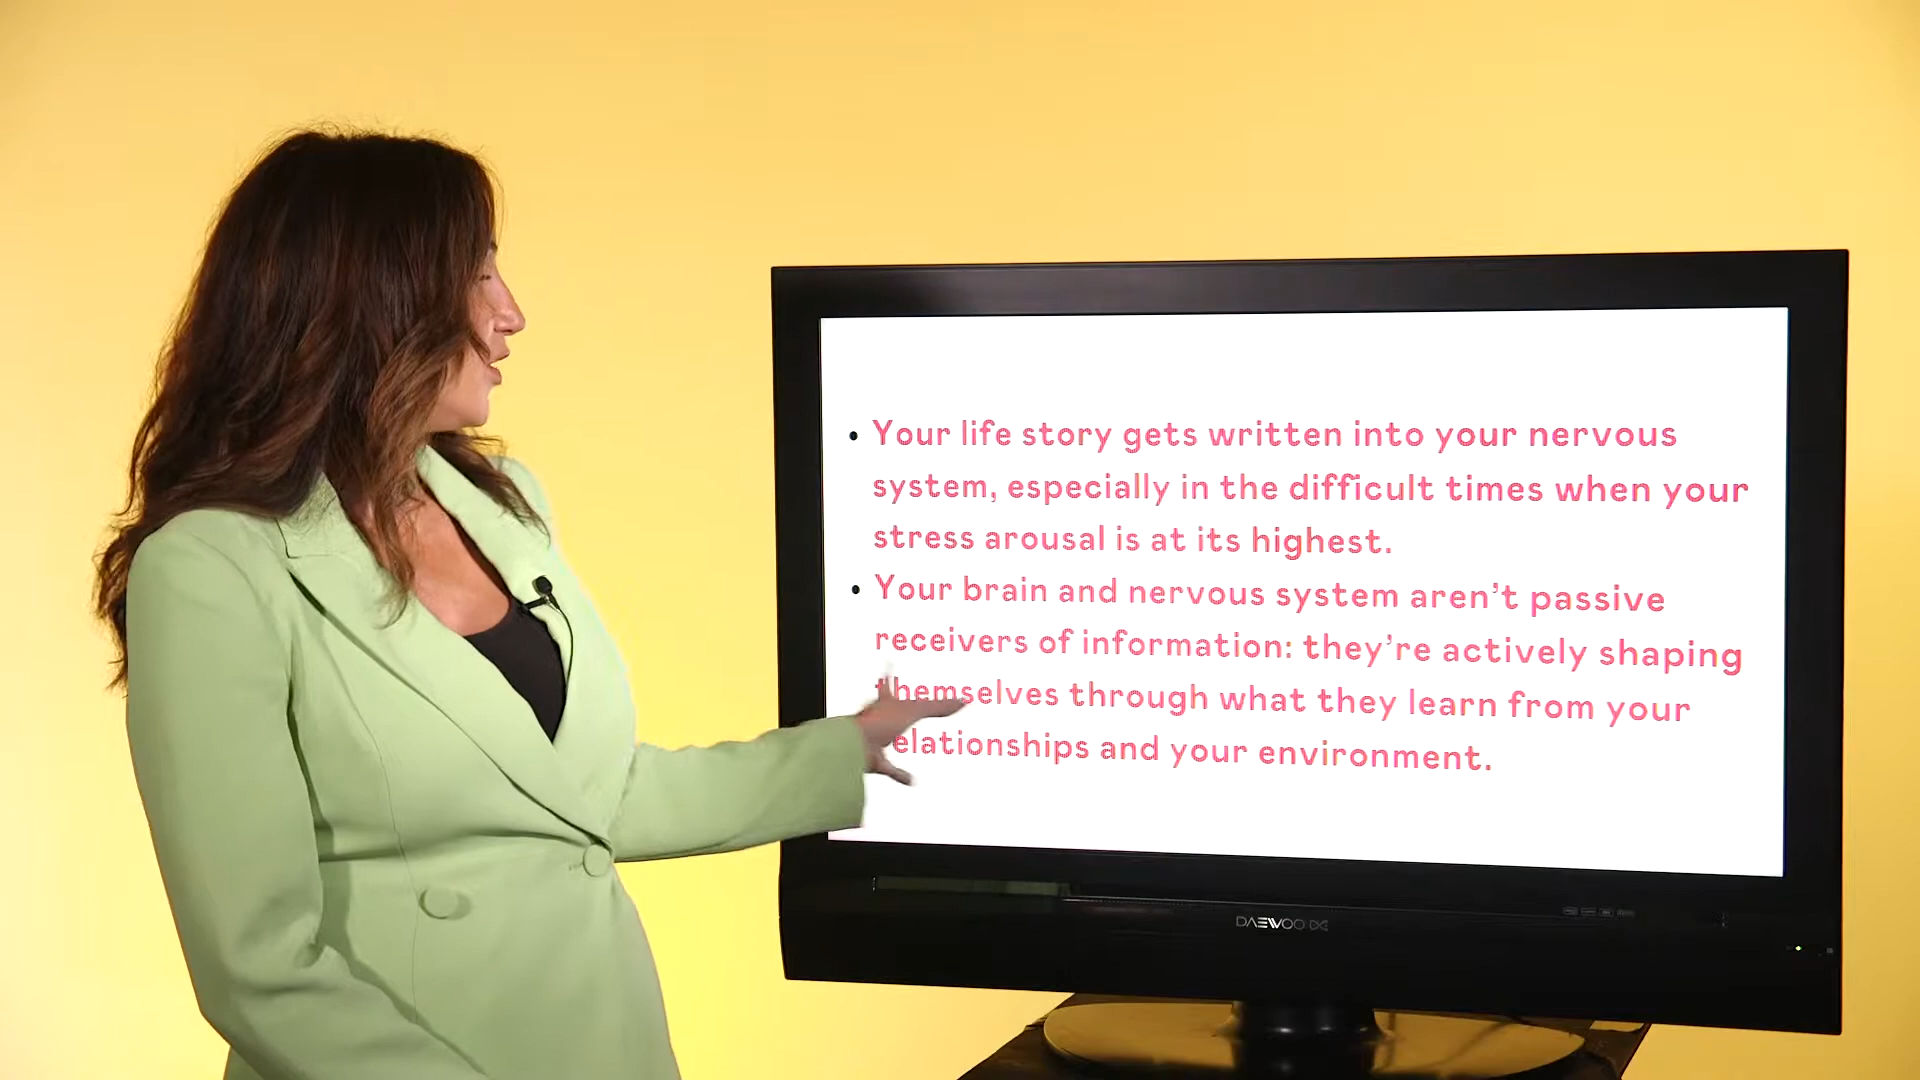 • Your life story gets written into your nervous
system, especially in the difficult times when your
stress arousal is at its highest.
• Your brain and nervous system aren’t passive
receivers of information: they’re actively shaping
themselves through what they learn from your
relationships and your environment.
DAEWOO